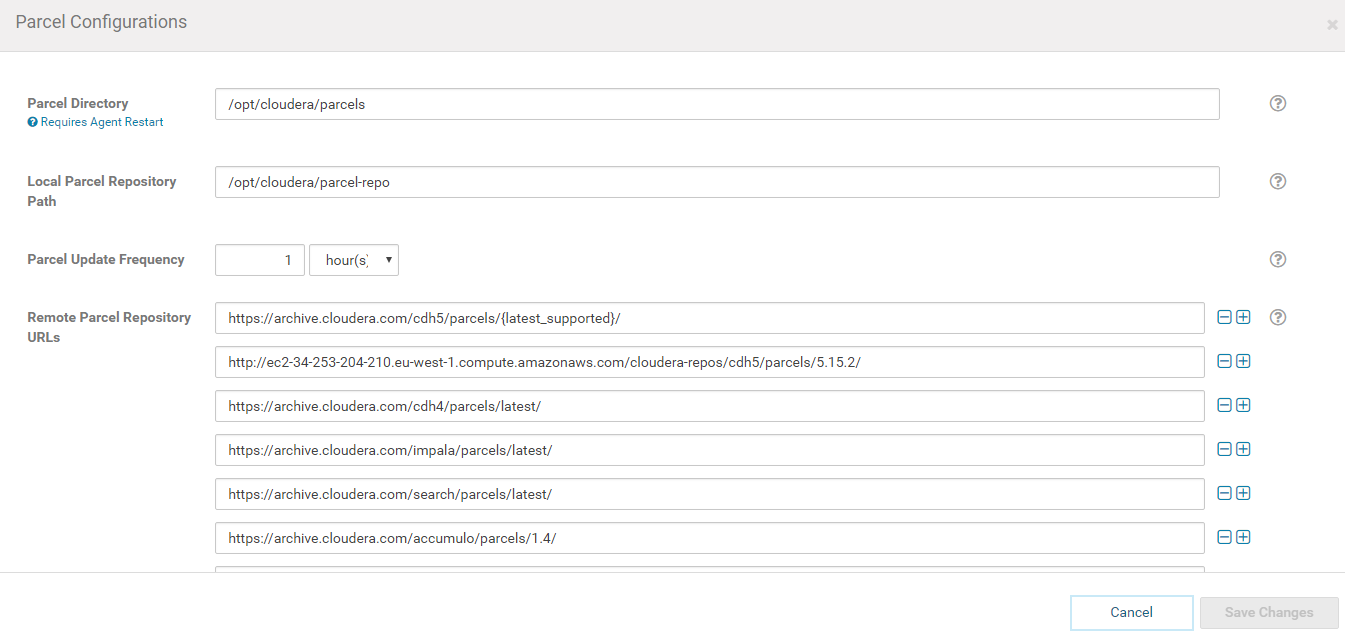 Parcel Configurations
Parcel Directory
/opt/cloudera/parcels
Requires Agent Restart
Local Parcel Repository
Path
/opt/cloudera/parcel-repo
Parcel Update Frequency
1
hour(s)
Remote Parcel Repository
URLs
https://archive.cloudera.com/cdh5/parcels/{latest_supported}/
http://ec2-34-253-204-210.eu-west-1.compute.amazonaws.com/cloudera-repos/cdh5/parcels/5.15.2/
https://archive.cloudera.com/cdh4/parcels/latest/
https://archive.cloudera.com/impala/parcels/latest/
https://archive.cloudera.com/search/parcels/latest/
https://archive.cloudera.com/accumulo/parcels/1.4/
Cancel
Save Changes